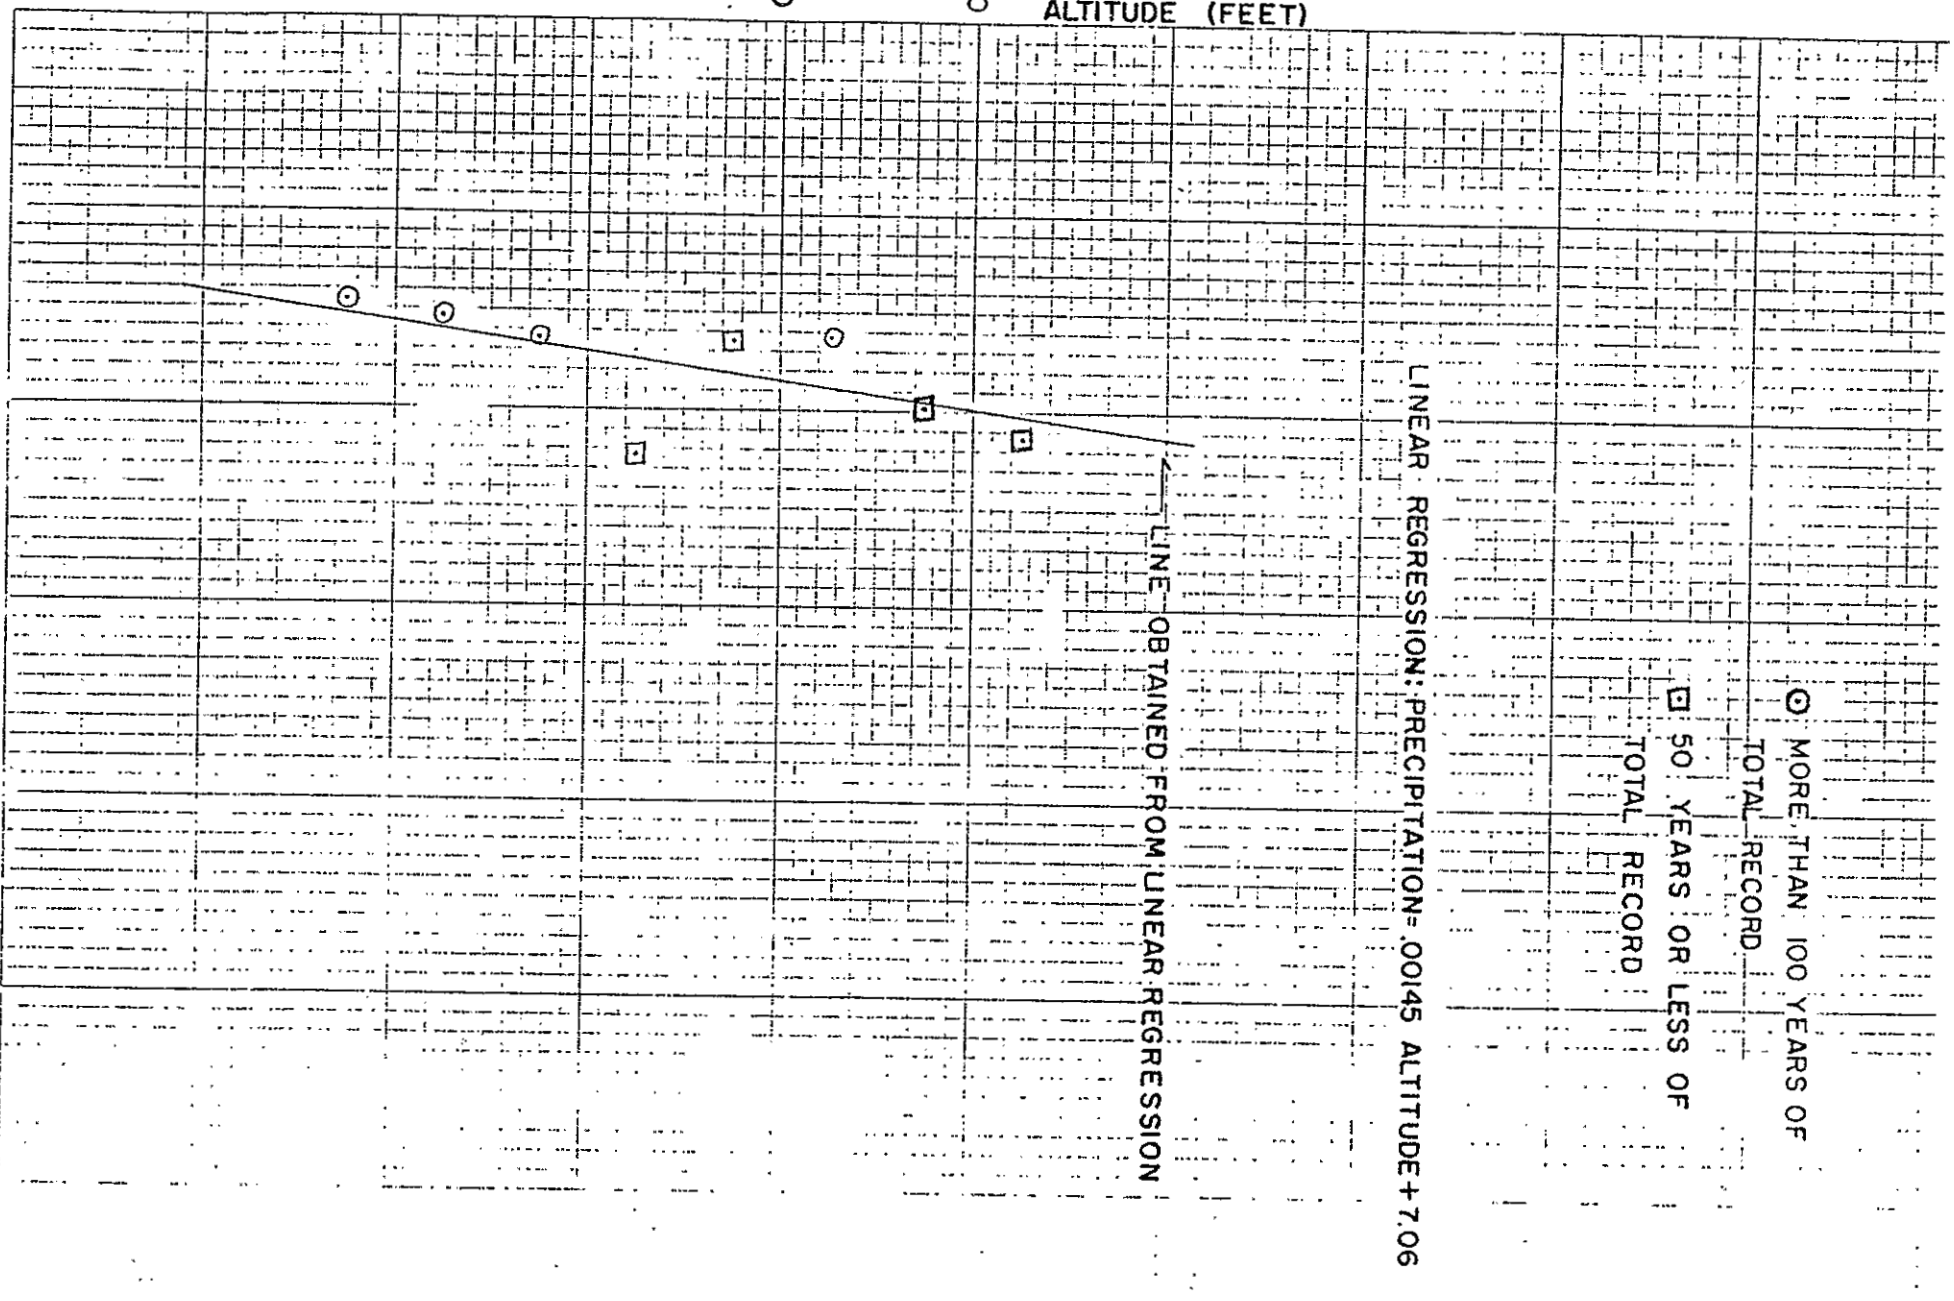 ALTITUDE (FEET)
MORE THAN 100 YEARS OF
TOTAL RECORD
50 YEARS OR LESS OF
TOTAL RECORD
LINEAR REGRESSION: PRECIPITATION= .00145 ALTITUDE + 7.06
LINE OBTAINED FROM LINEAR REGRESSION